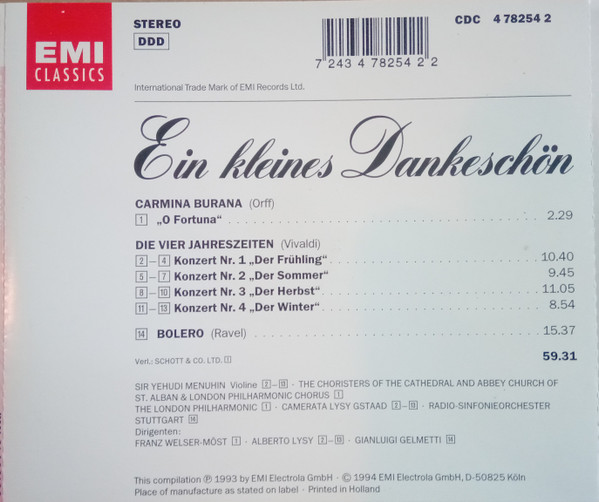 EMI
CLASSICS
STEREO
DDD
CDC 4 78254 2
7 243 4 78254 2 2
International Trade Mark of EMI Records Ltd.
Ein kleines Dankeschön
CARMINA BURANA (Orff)
1 „O Fortuna“ 2.29
DIE VIER JAHRESZEITEN (Vivaldi)
2–4 Konzert Nr. 1 „Der Frühling“ 10.40
5–7 Konzert Nr. 2 „Der Sommer“ 9.45
8–10 Konzert Nr. 3 „Der Herbst“ 11.05
11–13 Konzert Nr. 4 „Der Winter“ 8.54
14 BOLERO (Ravel) 15.37
Verl.: SCHOTT & CO. LTD. 1 59.31
SIR YEHUDI MENUHIN Violine 2–13 · THE CHORISTERS OF THE CATHEDRAL AND ABBEY CHURCH OF
ST. ALBAN & LONDON PHILHARMONIC CHORUS 1
THE LONDON PHILHARMONIC 1 · CAMERATA LYSY GSTAAD 2–13 · RADIO-SINFONIEORCHESTER
STUTTGART 14
Dirigenten:
FRANZ WELSER-MÖST 1 · ALBERTO LYSY 2–13 · GIANLUIGI GELMETTI 14
This compilation ℗ 1993 by EMI Electrola GmbH · © 1994 EMI Electrola GmbH, D-50825 Köln
Place of manufacture as stated on label · Printed in Holland